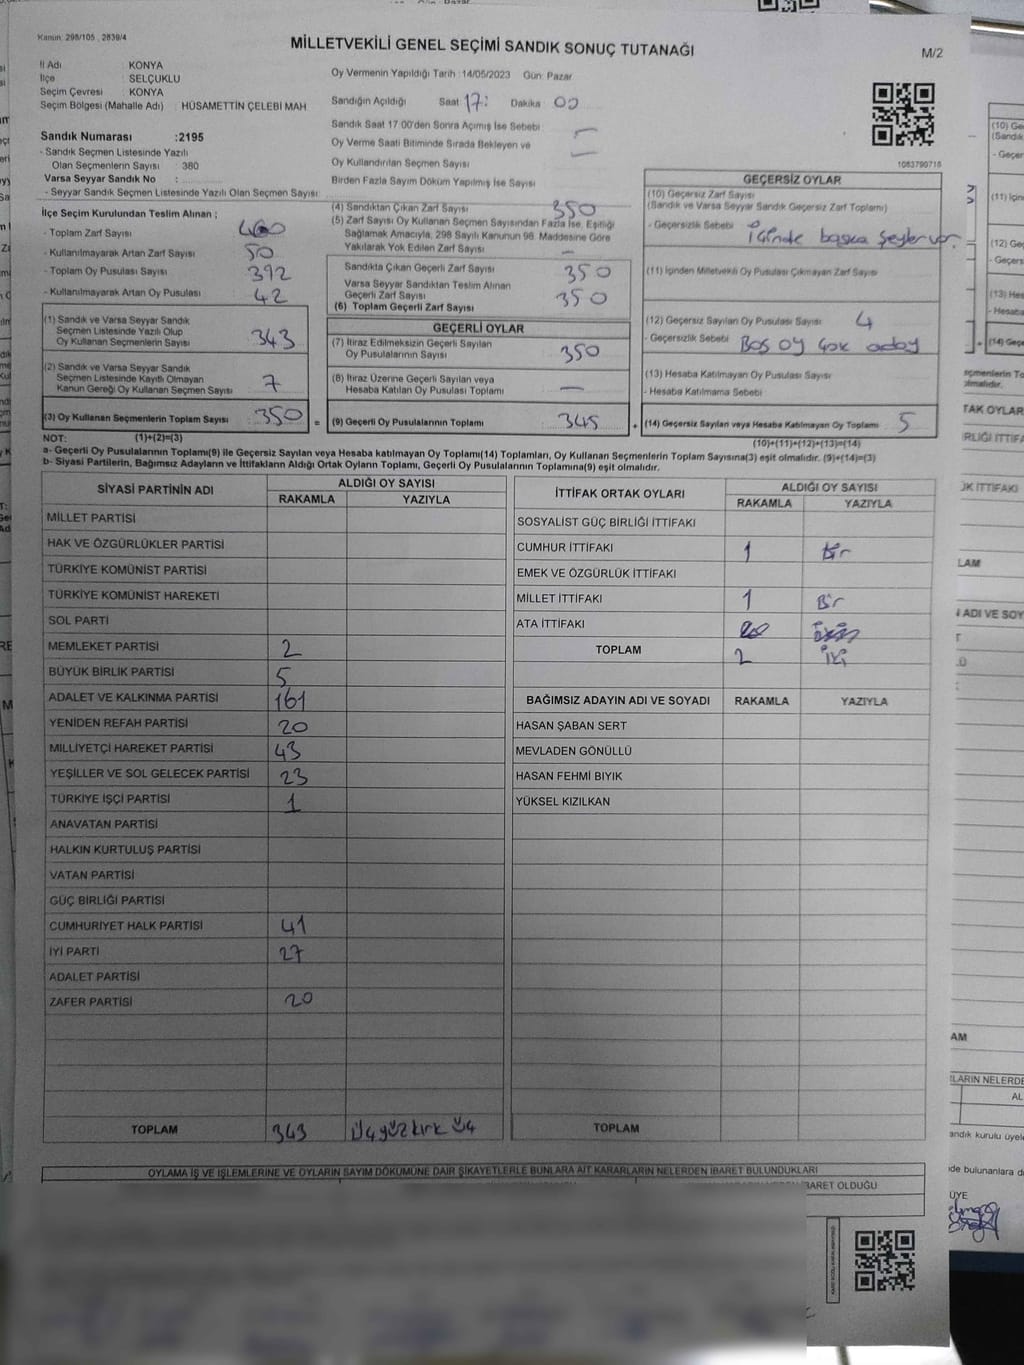 Kanun: 298/105 , 2839/4
MİLLETVEKİLİ GENEL SEÇİMİ SANDIK SONUÇ TUTANAĞI
M/2
İl Adı : KONYA
İlçe : SELÇUKLU
Seçim Çevresi : KONYA
Seçim Bölgesi (Mahalle Adı) : HÜSAMETTİN ÇELEBİ MAH
Sandık Numarası :2195
- Sandık Seçmen Listesinde Yazılı
Olan Seçmenlerin Sayısı : 380
Varsa Seyyar Sandık No :
- Seyyar Sandık Seçmen Listesinde Yazılı Olan Seçmen Sayısı:
Oy Vermenin Yapıldığı Tarih :14/05/2023 Gün: Pazar
Sandığın Açıldığı Saat 17: Dakika 00
Sandık Saat 17:00'den Sonra Açımış İse Sebebi
Oy Verme Saati Bitiminde Sırada Bekleyen ve
Oy Kullandırılan Seçmen Sayısı
Birden Fazla Sayım Döküm Yapılmış İse Sayısı
1083790716
İlçe Seçim Kurulundan Teslim Alınan ;
- Toplam Zarf Sayısı 400
- Kullanılmayarak Artan Zarf Sayısı 50
- Toplam Oy Pusulası Sayısı 392
- Kullanılmayarak Artan Oy Pusulası 42
(1) Sandık ve Varsa Seyyar Sandık
Seçmen Listesinde Yazılı Olup
Oy Kullanan Seçmenlerin Sayısı 343
(2) Sandık ve Varsa Seyyar Sandık
Seçmen Listesinde Kayıtlı Olmayan
Kanun Gereği Oy Kullanan Seçmen Sayısı 7
(3) Oy Kullanan Seçmenlerin Toplam Sayısı 350 =
(4) Sandıktan Çıkan Zarf Sayısı 350
(5) Zarf Sayısı Oy Kullanan Seçmen Sayısından Fazla İse, Eşitliği
Sağlamak Amacıyla, 298 Sayılı Kanunun 98. Maddesine Göre
Yakılarak Yok Edilen Zarf Sayısı —
Sandıkta Çıkan Geçerli Zarf Sayısı 350
Varsa Seyyar Sandıktan Teslim Alınan
Geçerli Zarf Sayısı 350
(6) Toplam Geçerli Zarf Sayısı
GEÇERLİ OYLAR
(7) İtiraz Edilmeksizin Geçerli Sayılan
Oy Pusulalarının Sayısı 350
(8) İtiraz Üzerine Geçerli Sayılan veya
Hesaba Katılan Oy Pusulası Toplamı —
(9) Geçerli Oy Pusulalarının Toplamı 345 +
GEÇERSİZ OYLAR
(10) Geçersiz Zarf Sayısı
(Sandık ve Varsa Seyyar Sandık Geçersiz Zarf Toplamı)
- Geçersizlik Sebebi içinde başka şeyler var.
(11) İçinden Milletvekili Oy Pusulası Çıkmayan Zarf Sayısı
(12) Geçersiz Sayılan Oy Pusulası Sayısı 4
- Geçersizlik Sebebi Boş oy çok aday
(13) Hesaba Katılmayan Oy Pusulası Sayısı
- Hesaba Katılmama Sebebi
(14) Geçersiz Sayılan veya Hesaba Katılmayan Oy Toplamı 5
NOT: (1)+(2)=(3) (10)+(11)+(12)+(13)=(14)
a- Geçerli Oy Pusulalarının Toplamı(9) ile Geçersiz Sayılan veya Hesaba katılmayan Oy Toplamı(14) Toplamları, Oy Kullanan Seçmenlerin Toplam Sayısına(3) eşit olmalıdır. (9)+(14)=(3)
b- Siyasi Partilerin, Bağımsız Adayların ve İttifakların Aldığı Ortak Oyların Toplamı, Geçerli Oy Pusulalarının Toplamına(9) eşit olmalıdır.
SİYASİ PARTİNİN ADI ALDIĞI OY SAYISI
RAKAMLA YAZIYLA
MİLLET PARTİSİ
HAK VE ÖZGÜRLÜKLER PARTİSİ
TÜRKİYE KOMÜNİST PARTİSİ
TÜRKİYE KOMÜNİST HAREKETİ
SOL PARTİ
MEMLEKET PARTİSİ 2
BÜYÜK BİRLİK PARTİSİ 5
ADALET VE KALKINMA PARTİSİ 161
YENİDEN REFAH PARTİSİ 20
MİLLİYETÇİ HAREKET PARTİSİ 43
YEŞİLLER VE SOL GELECEK PARTİSİ 23
TÜRKİYE İŞÇİ PARTİSİ 1
ANAVATAN PARTİSİ
HALKIN KURTULUŞ PARTİSİ
VATAN PARTİSİ
GÜÇ BİRLİĞİ PARTİSİ
CUMHURİYET HALK PARTİSİ 41
İYİ PARTİ 27
ADALET PARTİSİ
ZAFER PARTİSİ 20
TOPLAM 343 Üçyüz kırk Üç
İTTİFAK ORTAK OYLARI ALDIĞI OY SAYISI
RAKAMLA YAZIYLA
SOSYALİST GÜÇ BİRLİĞİ İTTİFAKI
CUMHUR İTTİFAKI 1 Bir
EMEK VE ÖZGÜRLÜK İTTİFAKI
MİLLET İTTİFAKI 1 Bir
ATA İTTİFAKI
TOPLAM 2 iki
BAĞIMSIZ ADAYIN ADI VE SOYADI RAKAMLA YAZIYLA
HASAN ŞABAN SERT
MEVLADEN GÖNÜLLÜ
HASAN FEHMİ BIYIK
YÜKSEL KIZILKAN
TOPLAM
OYLAMA İŞ VE İŞLEMLERİNE VE OYLARIN SAYIM DÖKÜMÜNE DAİR ŞİKAYETLERLE BUNLARA AİT KARARLARIN NELERDEN İBARET BULUNDUKLARI
BARET OLDUĞU